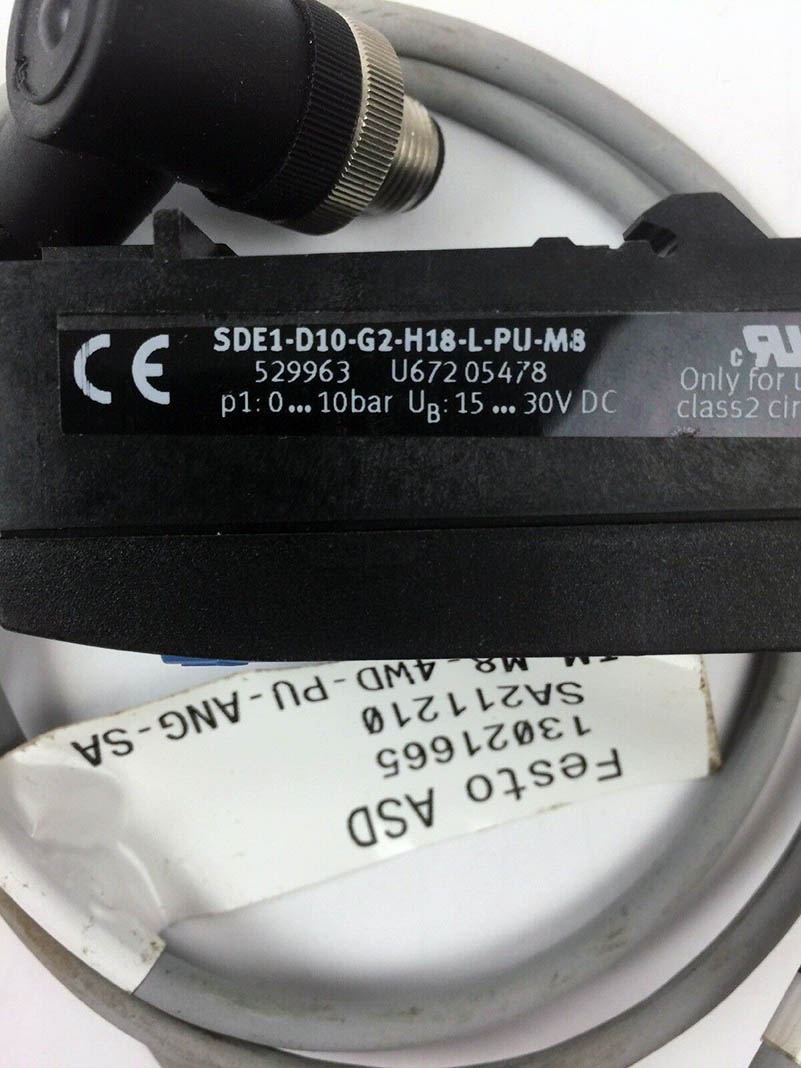 CE
SDE1-D10-G2-H18-L-PU-M8
529963 U672 05478
p1: 0... 10bar UB: 15 ... 30V DC
c
Only for
class2
Festo ASD
13021665
SA211210
M8-4WD-PU-ANG-SA